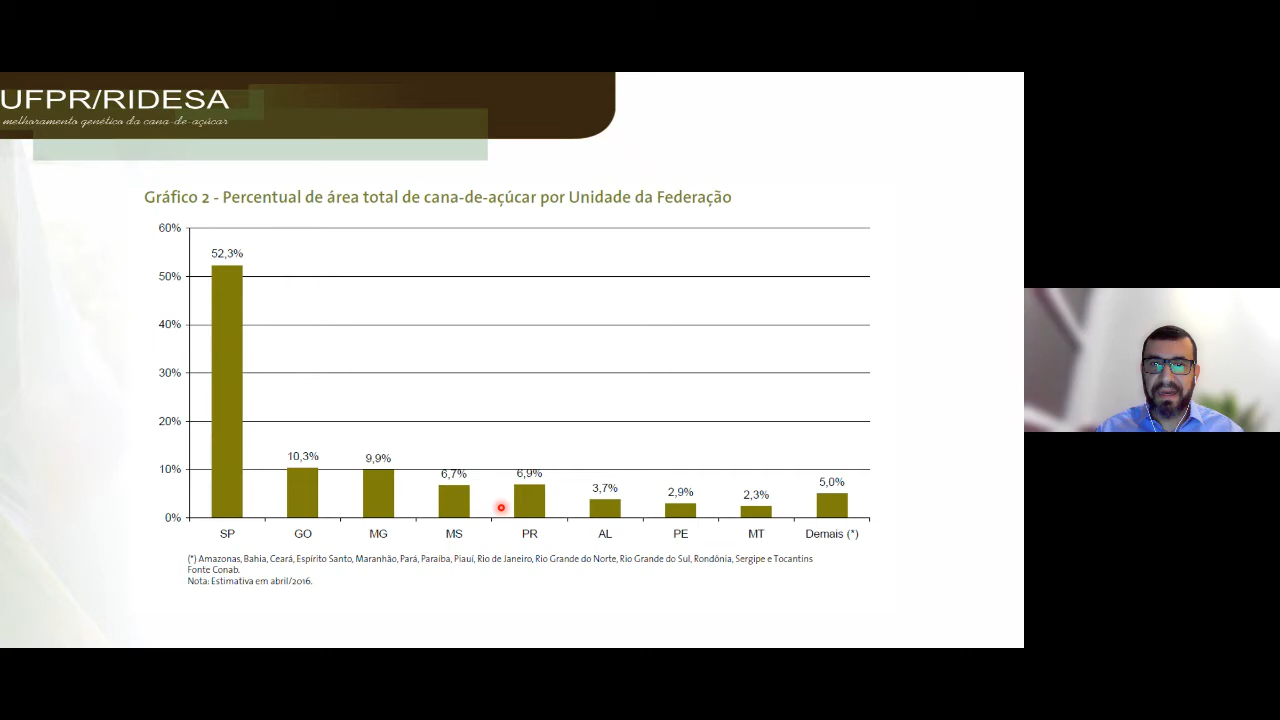 UFPR/RIDESA
melhoramento genético da cana-de-açúcar
Gráfico 2 - Percentual de área total de cana-de-açúcar por Unidade da Federação
60%
50%
40%
30%
20%
10%
0%
52,3%
10,3%
9,9%
6,7%
6,9%
3,7%
2,9%
2,3%
5,0%
SP GO MG MS PR AL PE MT Demais (*)
(*) Amazonas, Bahia, Ceará, Espírito Santo, Maranhão, Pará, Paraíba, Piauí, Rio de Janeiro, Rio Grande do Norte, Rio Grande do Sul, Rondônia, Sergipe e Tocantins
Fonte Conab.
Nota: Estimativa em abril/2016.